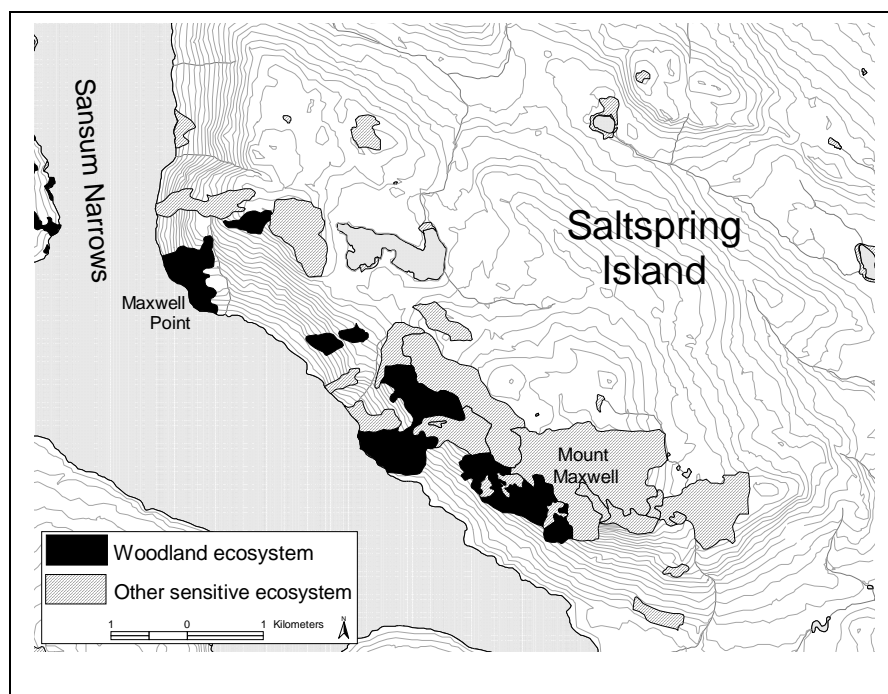 Sansum Narrows
Saltspring
Island
Maxwell
Point
Mount
Maxwell
Woodland ecosystem
Other sensitive ecosystem
1 0 1 Kilometers
N